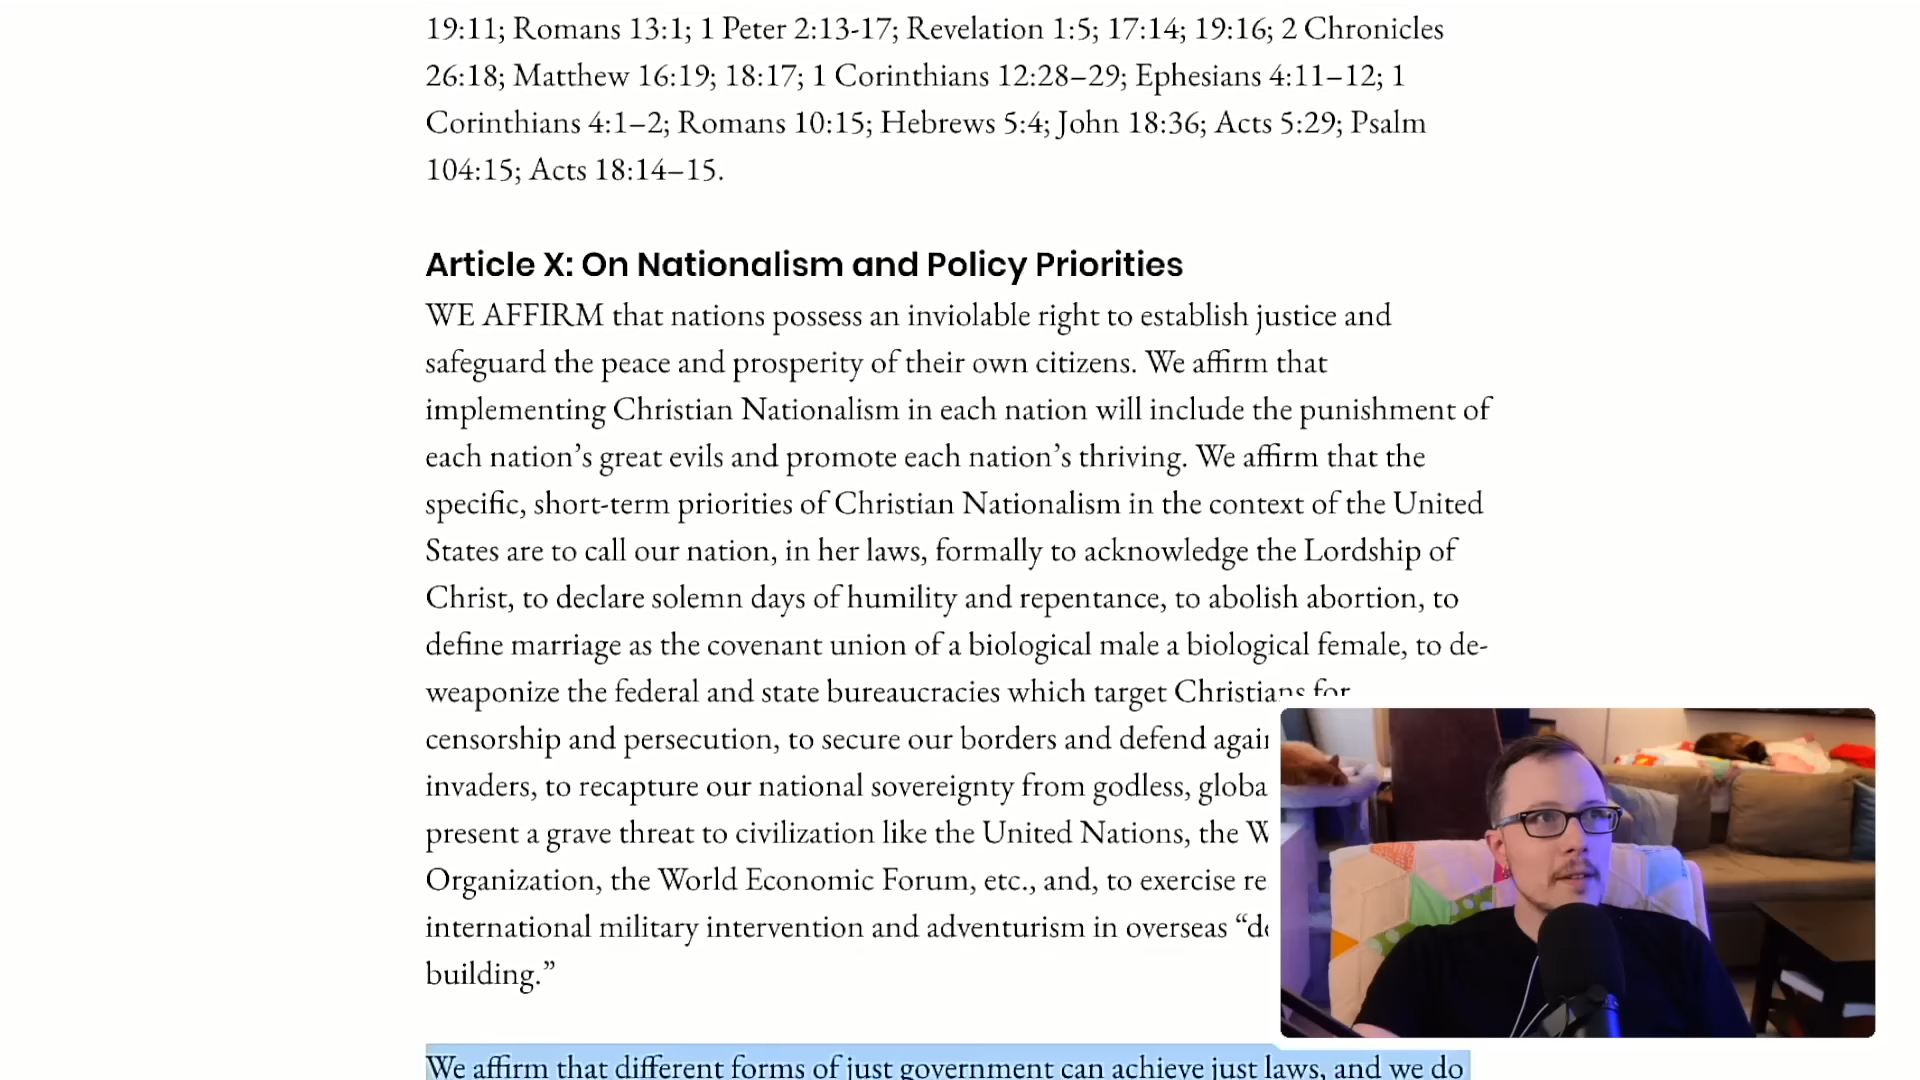 19:11; Romans 13:1; 1 Peter 2:13-17; Revelation 1:5; 17:14; 19:16; 2 Chronicles
26:18; Matthew 16:19; 18:17; 1 Corinthians 12:28–29; Ephesians 4:11–12; 1
Corinthians 4:1–2; Romans 10:15; Hebrews 5:4; John 18:36; Acts 5:29; Psalm
104:15; Acts 18:14–15.
Article X: On Nationalism and Policy Priorities
WE AFFIRM that nations possess an inviolable right to establish justice and
safeguard the peace and prosperity of their own citizens. We affirm that
implementing Christian Nationalism in each nation will include the punishment of
each nation’s great evils and promote each nation’s thriving. We affirm that the
specific, short-term priorities of Christian Nationalism in the context of the United
States are to call our nation, in her laws, formally to acknowledge the Lordship of
Christ, to declare solemn days of humility and repentance, to abolish abortion, to
define marriage as the covenant union of a biological male a biological female, to de-
weaponize the federal and state bureaucracies which target Christians for
censorship and persecution, to secure our borders and defend
invaders, to recapture our national sovereignty from godless,
present a grave threat to civilization like the United Nations, the
Organization, the World Economic Forum, etc., and, to exercise
international military intervention and adventurism in overseas
building.”
We affirm that different forms of just government can achieve just laws, and we do